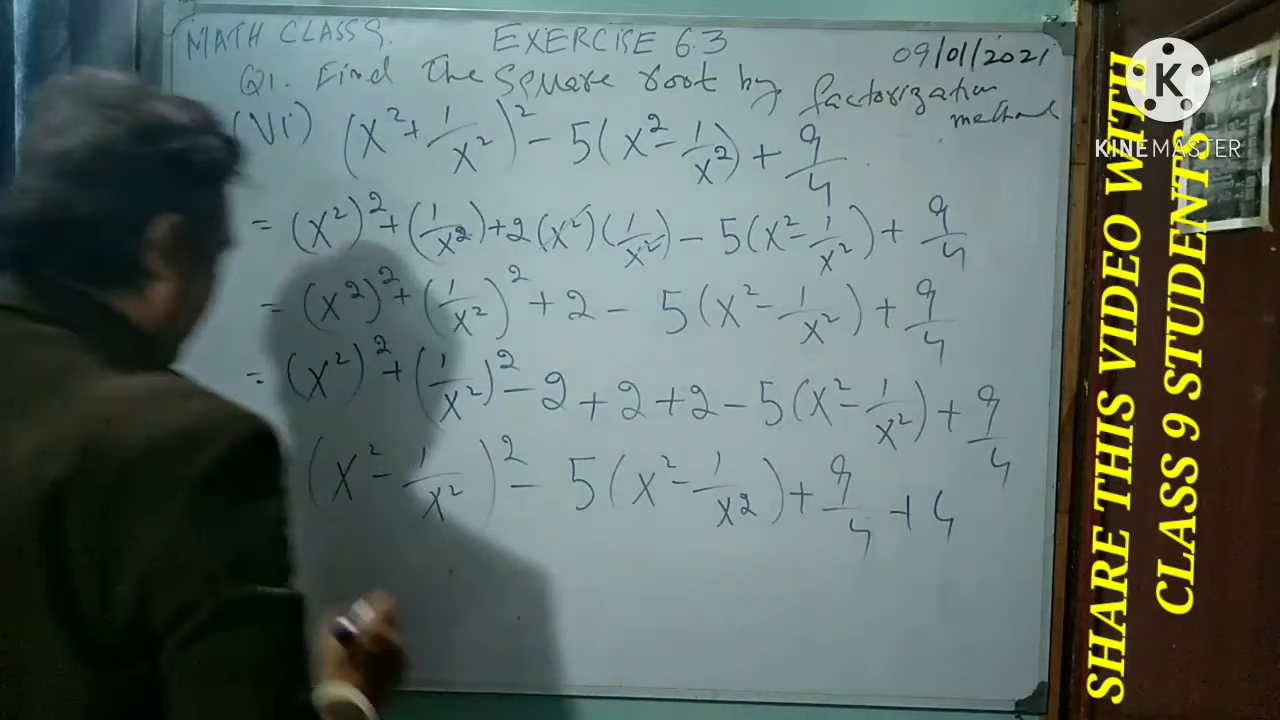 MATH CLASS 9.
EXERCISE 6.3
09/01/2021
Q1. Find the square root by factorization method
(Vi) (x² + 1/x²)² - 5(x² - 1/x²) + 9/4.
= (x²)² + (1/x²) + 2(x²)(1/x²) - 5(x² - 1/x²) + 9/4
= (x²)² + (1/x²)² + 2 - 5(x² - 1/x²) + 9/4
= (x²)² + (1/x²)² - 2 + 2 + 2 - 5(x² - 1/x²) + 9/4
(x² - 1/x²)² - 5(x² - 1/x²) + 9/4 + 4
K
KINEMASTER
SHARE THIS VIDEO WITH
CLASS 9 STUDENTS